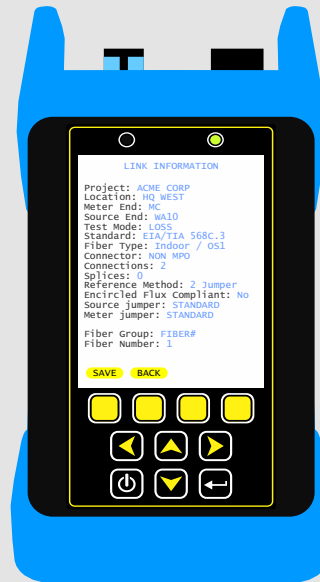 LINK INFORMATION
Project: ACME CORP
Location: HQ WEST
Meter End: MC
Source End: WA10
Test Mode: LOSS
Standard: EIA/TIA 568C.3
Fiber Type: Indoor / OS1
Connector: NON MPO
Connections: 2
Splices: 0
Reference Method: 2 Jumper
Encircled Flux Compliant: No
Source jumper: STANDARD
Meter jumper: STANDARD
Fiber Group: FIBER#
Fiber Number: 1
SAVE BACK